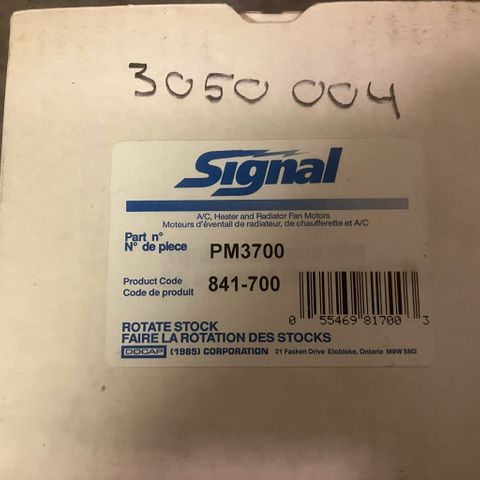 3050 004
Signal
A/C, Heater and Radiator Fan Motors
Moteurs d'éventail de radiateur, de chaufferette et A/C
Part n°
N° de piece
PM3700
Product Code
Code de produit
841-700
0 55469 81700 3
ROTATE STOCK
FAIRE LA ROTATION DES STOCKS
DOCAP (1985) CORPORATION 21 Fasken Drive Etobioke, Ontario M9W 5M2